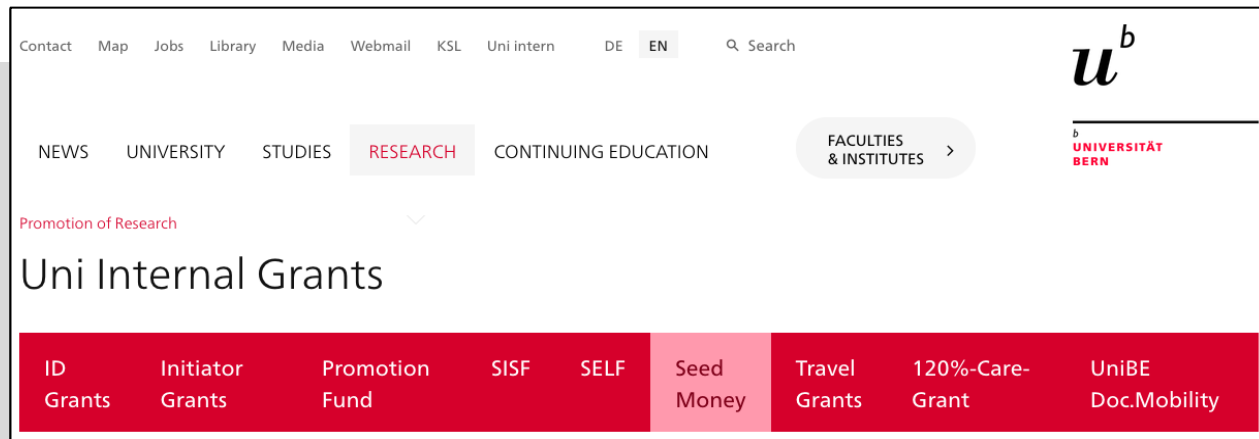 Contact Map Jobs Library Media Webmail KSL Uni intern DE EN Search
u b
NEWS UNIVERSITY STUDIES RESEARCH CONTINUING EDUCATION
FACULTIES
& INSTITUTES
b
UNIVERSITÄT
BERN
Promotion of Research
Uni Internal Grants
ID
Grants
Initiator
Grants
Promotion
Fund
SISF
SELF
Seed
Money
Travel
Grants
120%-Care-
Grant
UniBE
Doc.Mobility